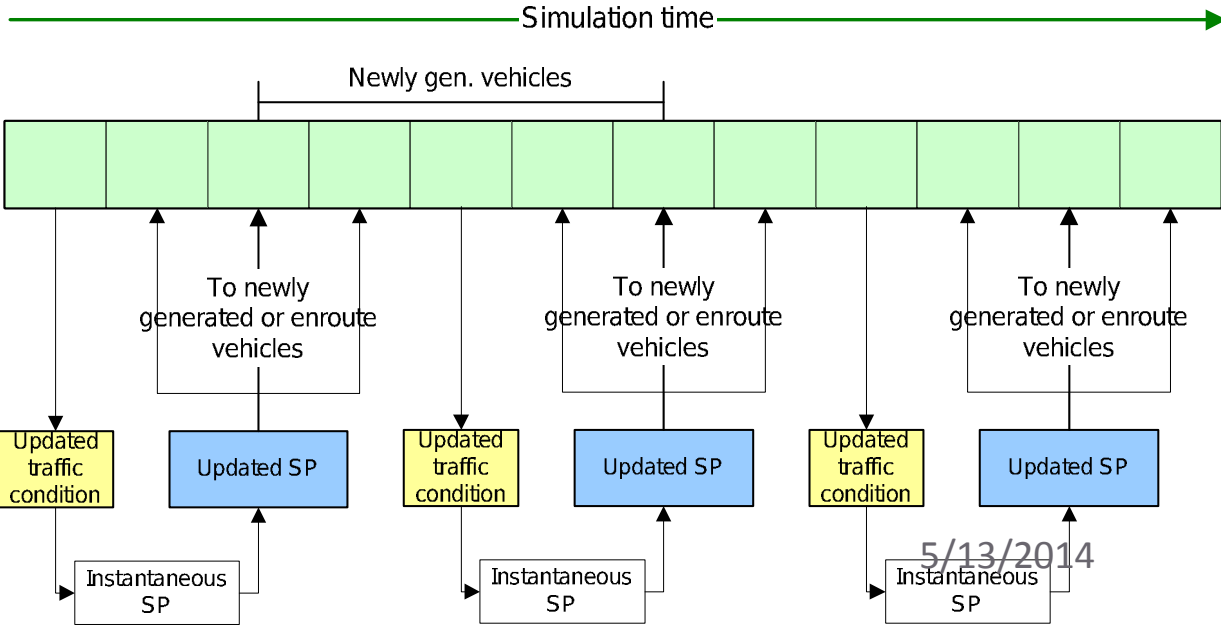 Simulation time
Newly gen. vehicles
To newly
generated or enroute
vehicles
To newly
generated or enroute
vehicles
To newly
generated or enroute
vehicles
Updated
traffic
condition
Updated SP
Updated
traffic
condition
Updated SP
Updated
traffic
condition
Updated SP
Instantaneous
SP
Instantaneous
SP
Instantaneous
SP
5/13/2014